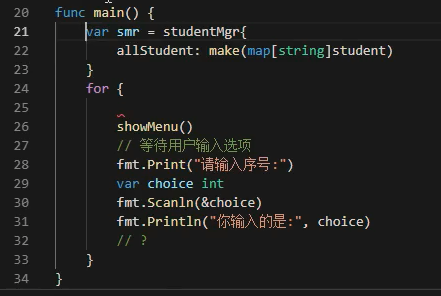 20 func main() {
21 var smr = studentMgr{
22 allStudent: make(map[string]student)
23 }
24 for {
25
26 showMenu()
27 // 等待用户输入选项
28 fmt.Print("请输入序号:")
29 var choice int
30 fmt.Scanln(&choice)
31 fmt.Println("你输入的是:", choice)
32 // ?
33 }
34 }